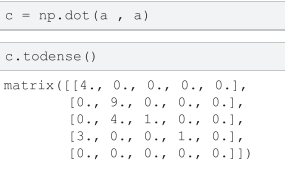 c = np.dot(a , a)
c.todense()
matrix([[4., 0., 0., 0., 0.],
        [0., 9., 0., 0., 0.],
        [0., 4., 1., 0., 0.],
        [3., 0., 0., 1., 0.],
        [0., 0., 0., 0., 0.]])